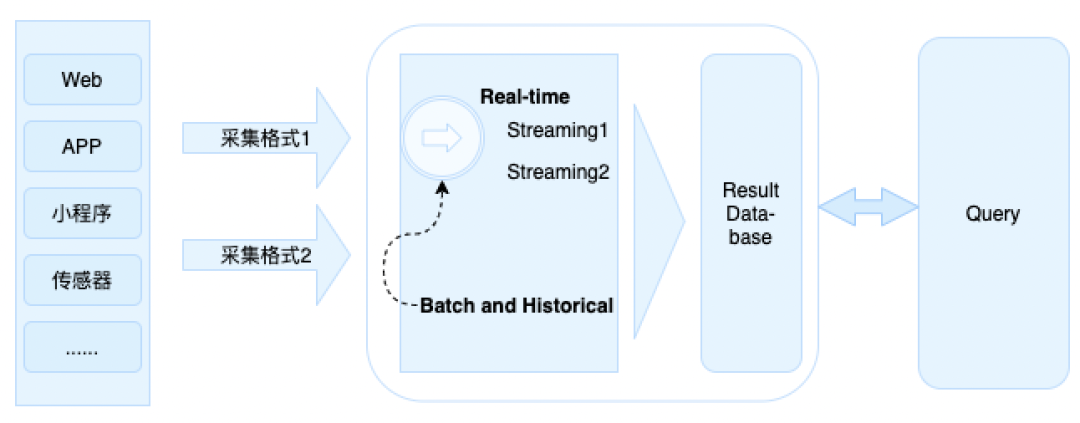 Web
APP
小程序
传感器
......
采集格式1
采集格式2
Real-time
Streaming1
Streaming2
Batch and Historical
Result
Data-
base
Query